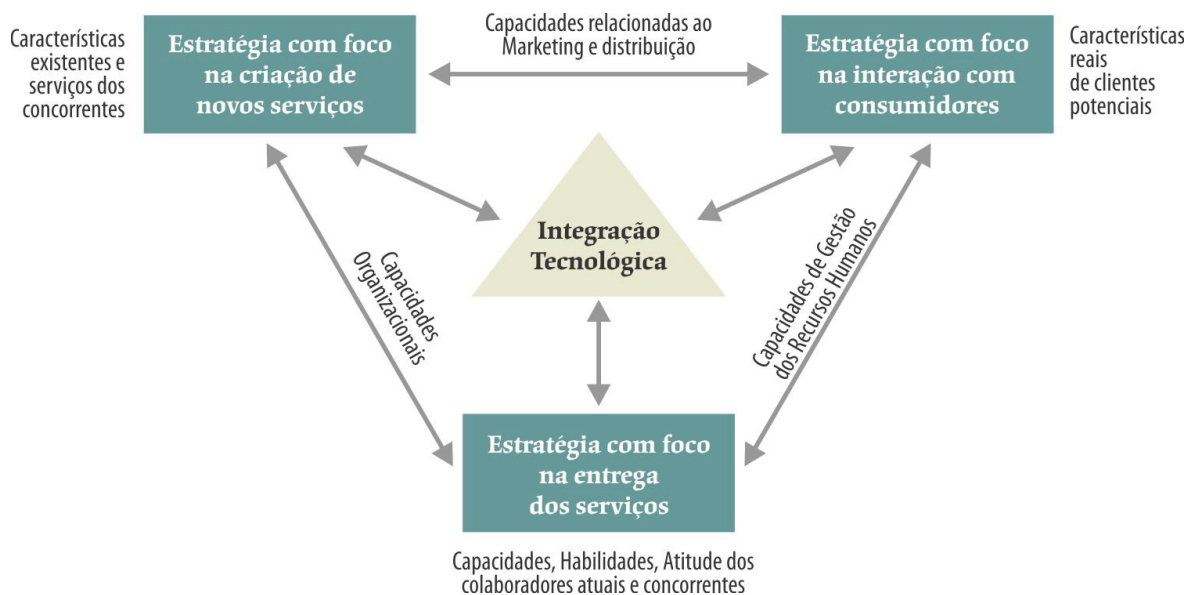 Características
existentes e
serviços dos
concorrentes
Estratégia com foco
na criação de
novos serviços
Capacidades relacionadas ao
Marketing e distribuição
Estratégia com foco
na interação com
consumidores
Características
reais
de clientes
potenciais
Integração
Tecnológica
Capacidades
Organizacionais
Capacidades de Gestão
dos Recursos Humanos
Estratégia com foco
na entrega
dos serviços
Capacidades, Habilidades, Atitude dos
colaboradores atuais e concorrentes